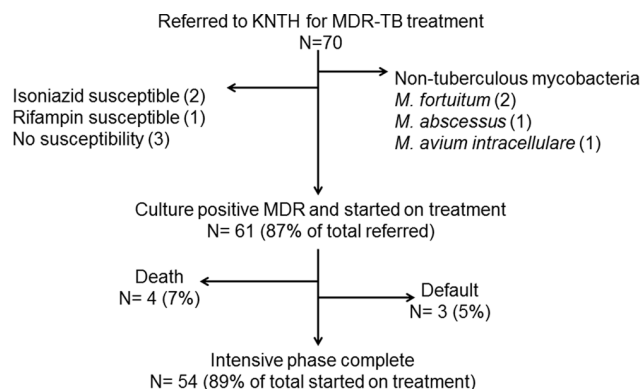 Referred to KNTH for MDR-TB treatment
N=70
Isoniazid susceptible (2)
Rifampin susceptible (1)
No susceptibility (3)
Non-tuberculous mycobacteria
M. fortuitum (2)
M. abscessus (1)
M. avium intracellulare (1)
Culture positive MDR and started on treatment
N= 61 (87% of total referred)
Death
N= 4 (7%)
Default
N= 3 (5%)
Intensive phase complete
N= 54 (89% of total started on treatment)